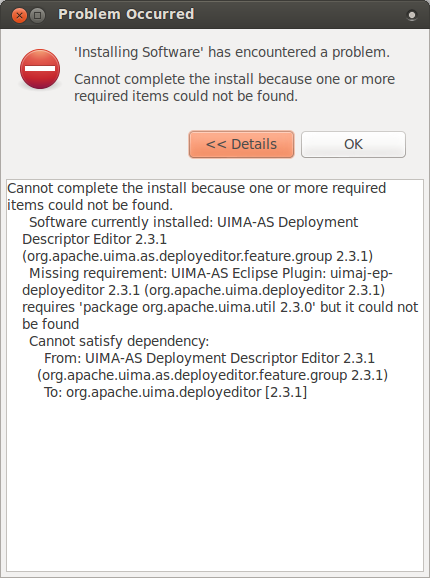 Problem Occurred
'Installing Software' has encountered a problem.
Cannot complete the install because one or more
required items could not be found.
<< Details
OK
Cannot complete the install because one or more required
items could not be found.
Software currently installed: UIMA-AS Deployment
Descriptor Editor 2.3.1
(org.apache.uima.as.deployeditor.feature.group 2.3.1)
Missing requirement: UIMA-AS Eclipse Plugin: uimaj-ep-
deployeditor 2.3.1 (org.apache.uima.deployeditor 2.3.1)
requires 'package org.apache.uima.util 2.3.0' but it could not
be found
Cannot satisfy dependency:
From: UIMA-AS Deployment Descriptor Editor 2.3.1
(org.apache.uima.as.deployeditor.feature.group 2.3.1)
To: org.apache.uima.deployeditor [2.3.1]